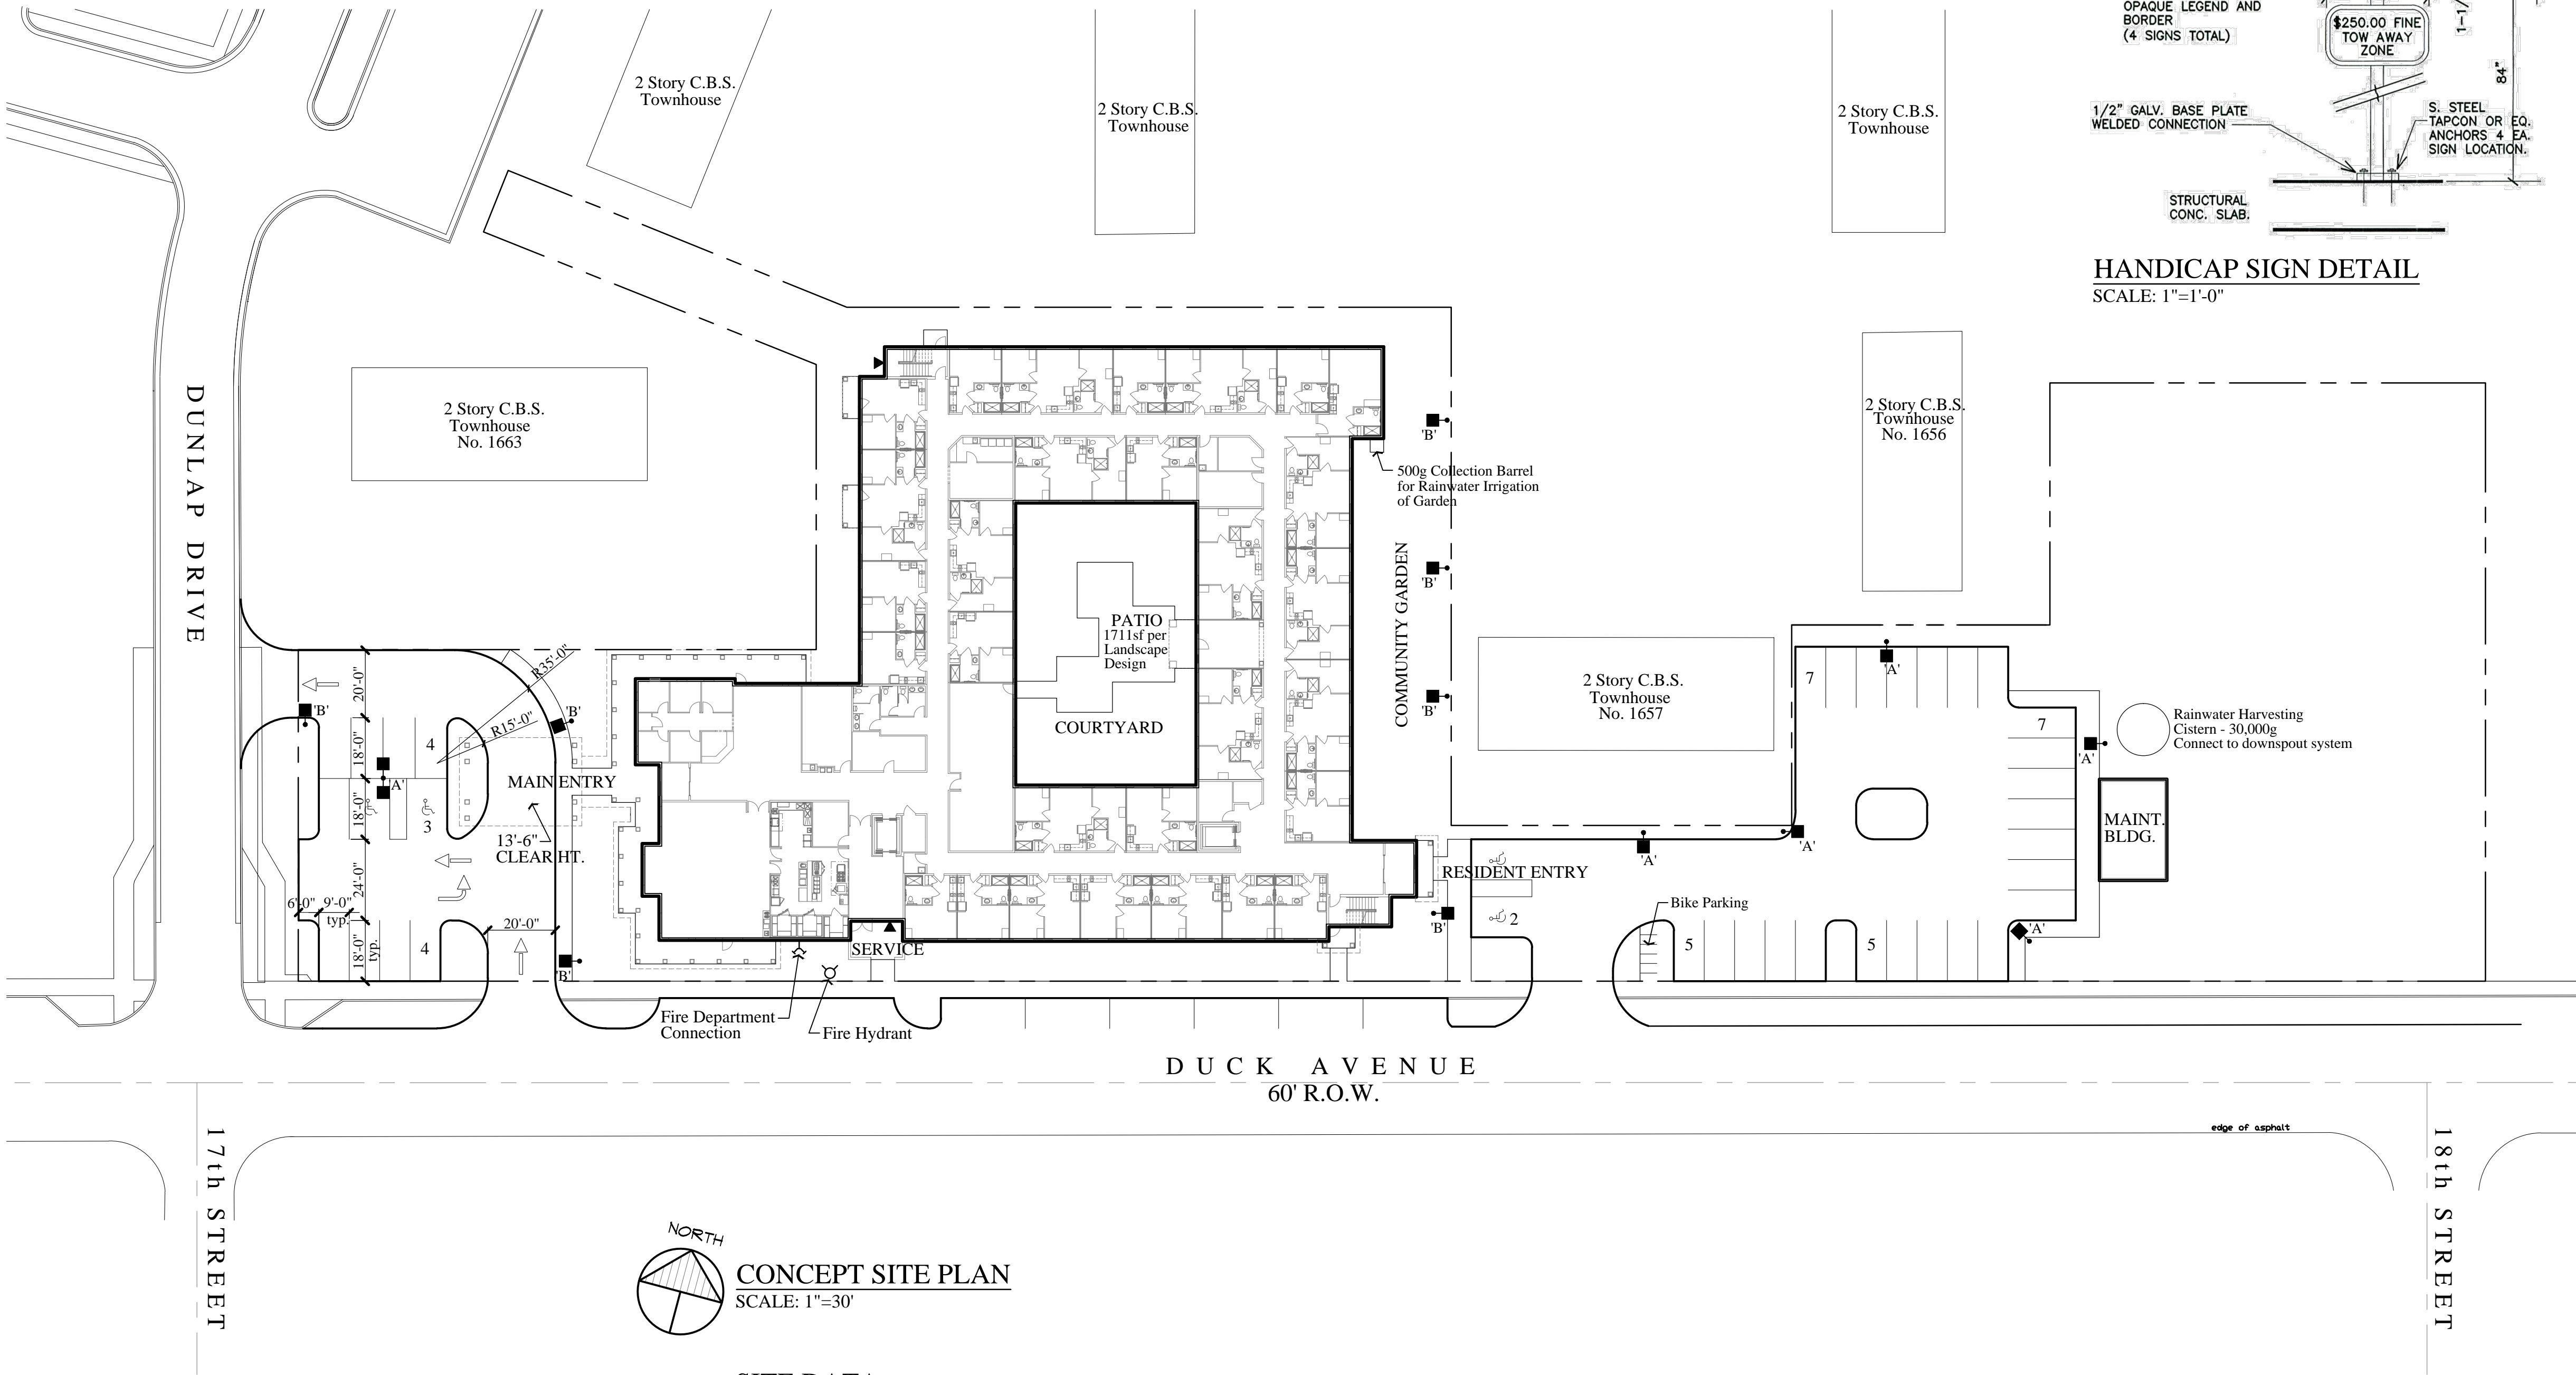 OPAQUE LEGEND AND
BORDER
(4 SIGNS TOTAL)
$250.00 FINE
TOW AWAY
ZONE
84"
1/2" GALV. BASE PLATE
WELDED CONNECTION
S. STEEL
TAPCON OR EQ.
ANCHORS 4 EA.
SIGN LOCATION.
STRUCTURAL
CONC. SLAB.
HANDICAP SIGN DETAIL
SCALE: 1"=1'-0"
2 Story C.B.S.
Townhouse
2 Story C.B.S.
Townhouse
2 Story C.B.S.
Townhouse
2 Story C.B.S.
Townhouse
No. 1663
2 Story C.B.S.
Townhouse
No. 1656
DUNLAP DRIVE
'B'
500g Collection Barrel
for Rainwater Irrigation
of Garden
'B'
COMMUNITY GARDEN
'B'
PATIO
1711sf per
Landscape
Design
COURTYARD
2 Story C.B.S.
Townhouse
No. 1657
R35'-0"
R15'-0"
20'-0"
'B'
'B'
18'-0"
4
'A'
18'-0"
3
MAIN ENTRY
13'-6"
CLEAR HT.
24'-0"
6'-0"
9'-0"
typ.
18'-0"
typ.
4
20'-0"
'B'
SERVICE
Fire Department
Connection
Fire Hydrant
RESIDENT ENTRY
'B'
2
'A'
'A'
'A'
7
7
'A'
Rainwater Harvesting
Cistern - 30,000g
Connect to downspout system
MAINT.
BLDG.
Bike Parking
5
5
'A'
DUCK AVENUE
60' R.O.W.
edge of asphalt
17th STREET
18th STREET
NORTH
CONCEPT SITE PLAN
SCALE: 1"=30'